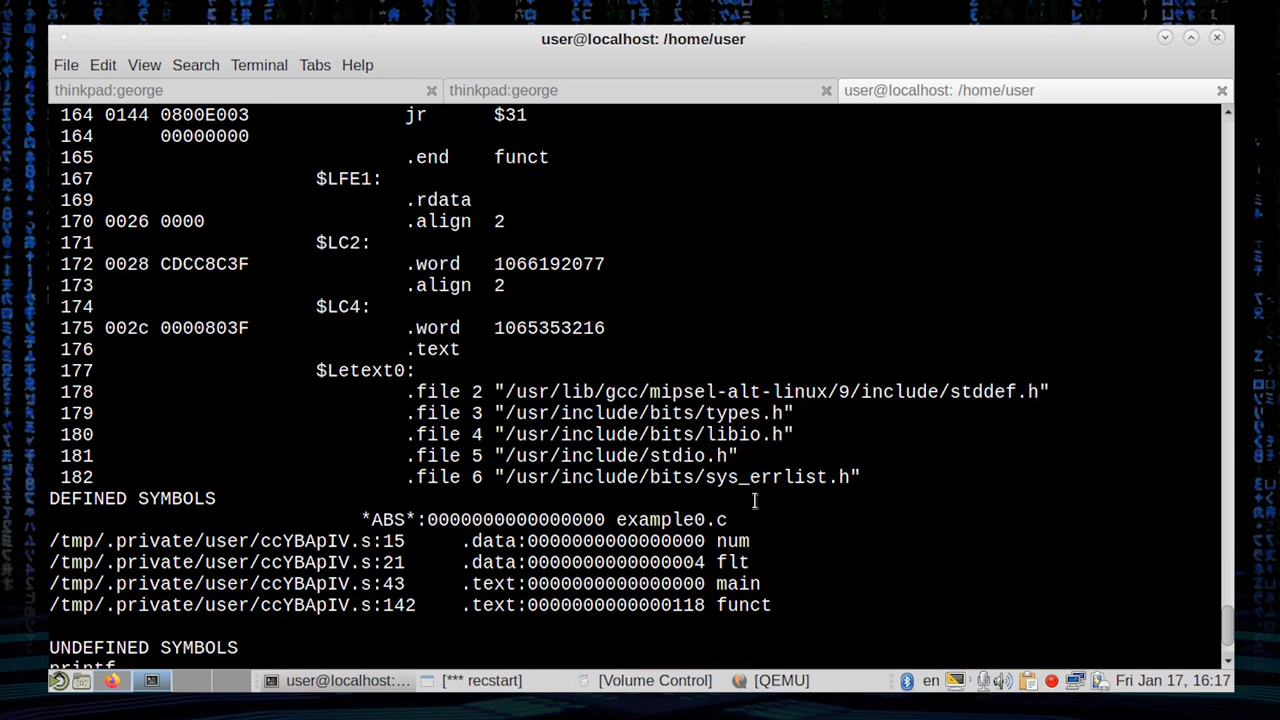 user@localhost: /home/user
File Edit View Search Terminal Tabs Help
thinkpad:george thinkpad:george user@localhost: /home/user
164 0144 0800E003 jr $31
164 00000000
165 .end funct
167 $LFE1:
169 .rdata
170 0026 0000 .align 2
171 $LC2:
172 0028 CDCC8C3F .word 1066192077
173 .align 2
174 $LC4:
175 002c 0000803F .word 1065353216
176 .text
177 $Letext0:
178 .file 2 "/usr/lib/gcc/mipsel-alt-linux/9/include/stddef.h"
179 .file 3 "/usr/include/bits/types.h"
180 .file 4 "/usr/include/bits/libio.h"
181 .file 5 "/usr/include/stdio.h"
182 .file 6 "/usr/include/bits/sys_errlist.h"
DEFINED SYMBOLS
*ABS*:0000000000000000 example0.c
/tmp/.private/user/ccYBApIV.s:15 .data:0000000000000000 num
/tmp/.private/user/ccYBApIV.s:21 .data:0000000000000004 flt
/tmp/.private/user/ccYBApIV.s:43 .text:0000000000000000 main
/tmp/.private/user/ccYBApIV.s:142 .text:0000000000000118 funct
UNDEFINED SYMBOLS
printf
user@localhost:... [*** recstart] [Volume Control] [QEMU] en Fri Jan 17, 16:17